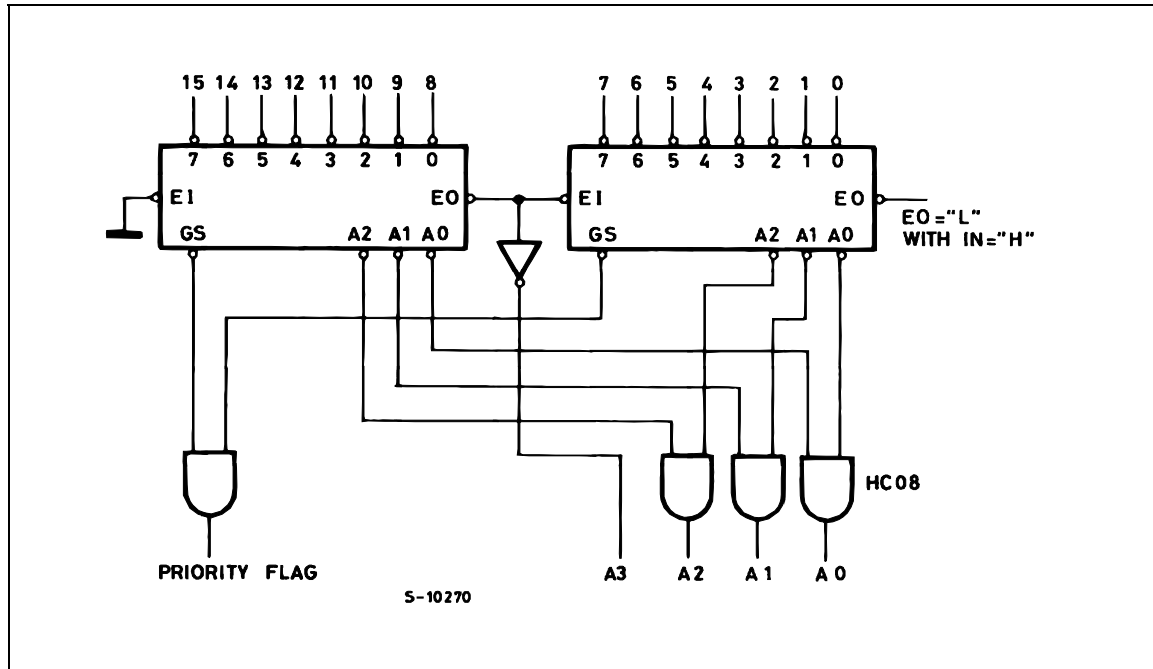 15 14 13 12 11 10 9 8
7 6 5 4 3 2 1 0
7 6 5 4 3 2 1 0
7 6 5 4 3 2 1 0
EI
EO
EI
EO
EO="L"
WITH IN="H"
GS
A2 A1 A0
GS
A2 A1 A0
HC08
PRIORITY FLAG
A3
A2
A1
A0
S-10270